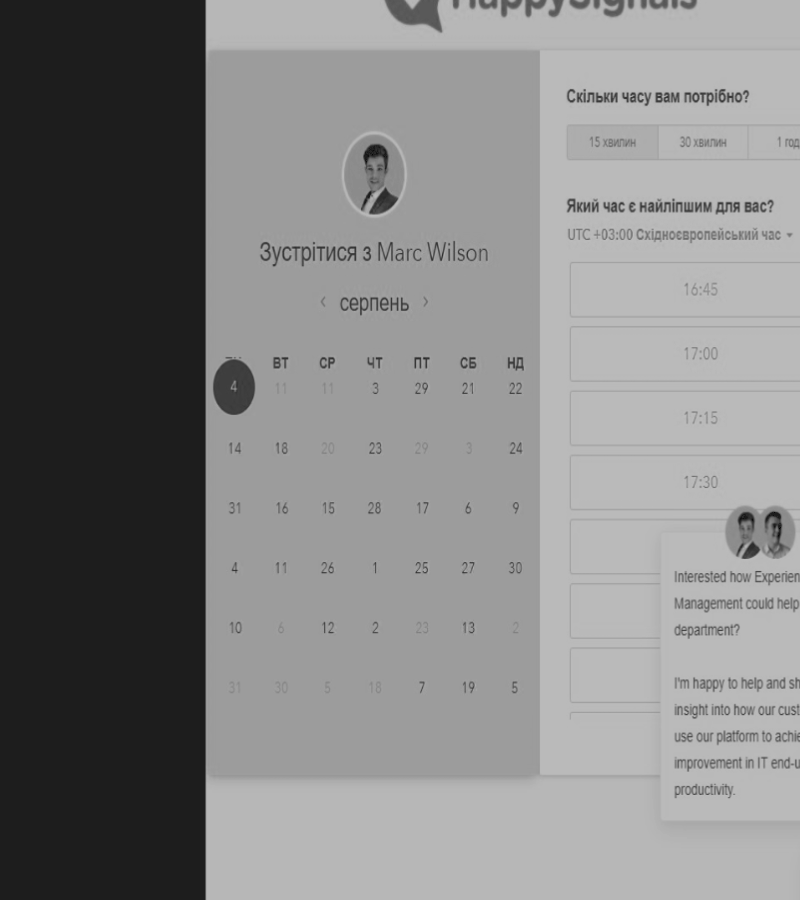 HappySignals
Зустрітися з Marc Wilson
‹ серпень ›
ВТ СР ЧТ ПТ СБ НД
4 11 11 3 29 21 22
14 18 20 23 29 3 24
31 16 15 28 17 6 9
4 11 26 1 25 27 30
10 6 12 2 23 13 2
31 30 5 18 7 19 5
Скільки часу вам потрібно?
15 хвилин 30 хвилин 1 год
Який час є найліпшим для вас?
UTC +03:00 Східноєвропейський час
16:45
17:00
17:15
17:30
Interested how Experien
Management could help
department?
I'm happy to help and sh
insight into how our cust
use our platform to achie
improvement in IT end-u
productivity.